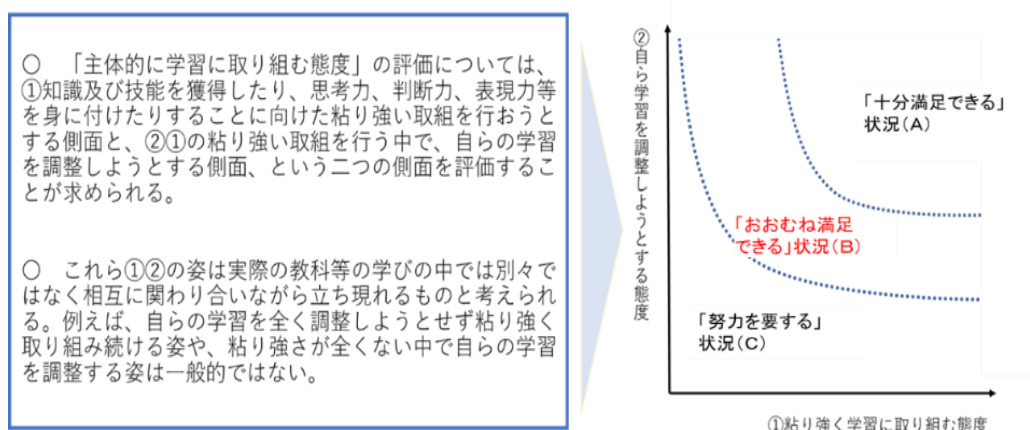 ○　「主体的に学習に取り組む態度」の評価については、
①知識及び技能を獲得したり、思考力、判断力、表現力等
を身に付けたりすることに向けた粘り強い取組を行おうと
する側面と、②①の粘り強い取組を行う中で、自らの学習
を調整しようとする側面、という二つの側面を評価するこ
とが求められる。
○　これら①②の姿は実際の教科等の学びの中では別々で
はなく相互に関わり合いながら立ち現れるものと考えられ
る。例えば、自らの学習を全く調整しようとせず粘り強く
取り組み続ける姿や、粘り強さが全くない中で自らの学習
を調整する姿は一般的ではない。
②自ら学習を調整しようとする態度
「十分満足できる」
状況(A)
「おおむね満足
できる」状況(B)
「努力を要する」
状況(C)
①粘り強く学習に取り組む態度